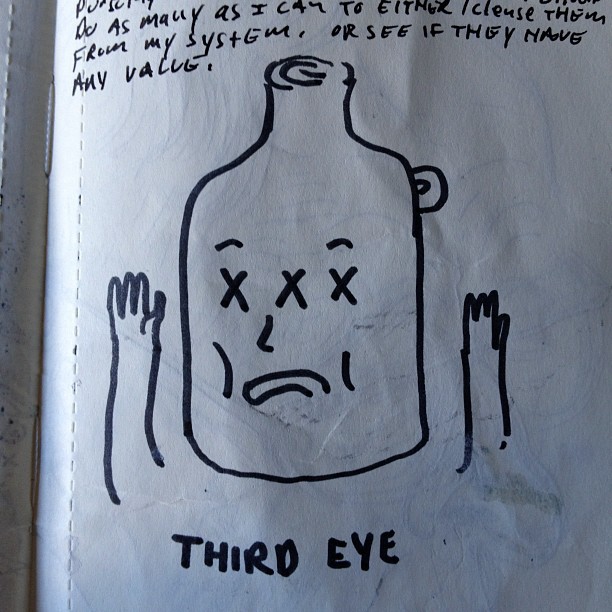 DO AS MANY AS I CAN TO EITHER / CLEUSE THEM
FROM MY SYSTEM. OR SEE IF THEY HAVE
ANY VALUE.
X X X
THIRD EYE